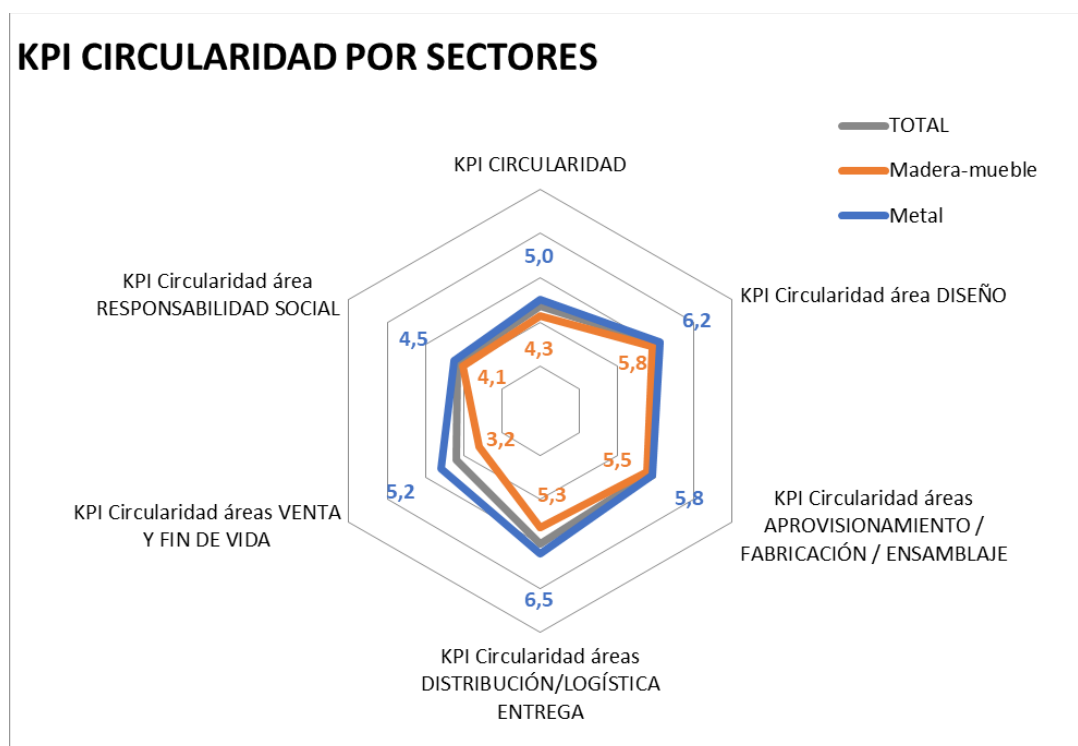 KPI CIRCULARIDAD POR SECTORES
TOTAL
Madera-mueble
Metal
KPI CIRCULARIDAD
5,0
4,3
KPI Circularidad área DISEÑO
6,2
5,8
KPI Circularidad áreas
APROVISIONAMIENTO /
FABRICACIÓN / ENSAMBLAJE
5,5
5,8
5,3
6,5
KPI Circularidad áreas
DISTRIBUCIÓN/LOGÍSTICA
ENTREGA
KPI Circularidad áreas VENTA
Y FIN DE VIDA
3,2
5,2
KPI Circularidad área
RESPONSABILIDAD SOCIAL
4,5
4,1